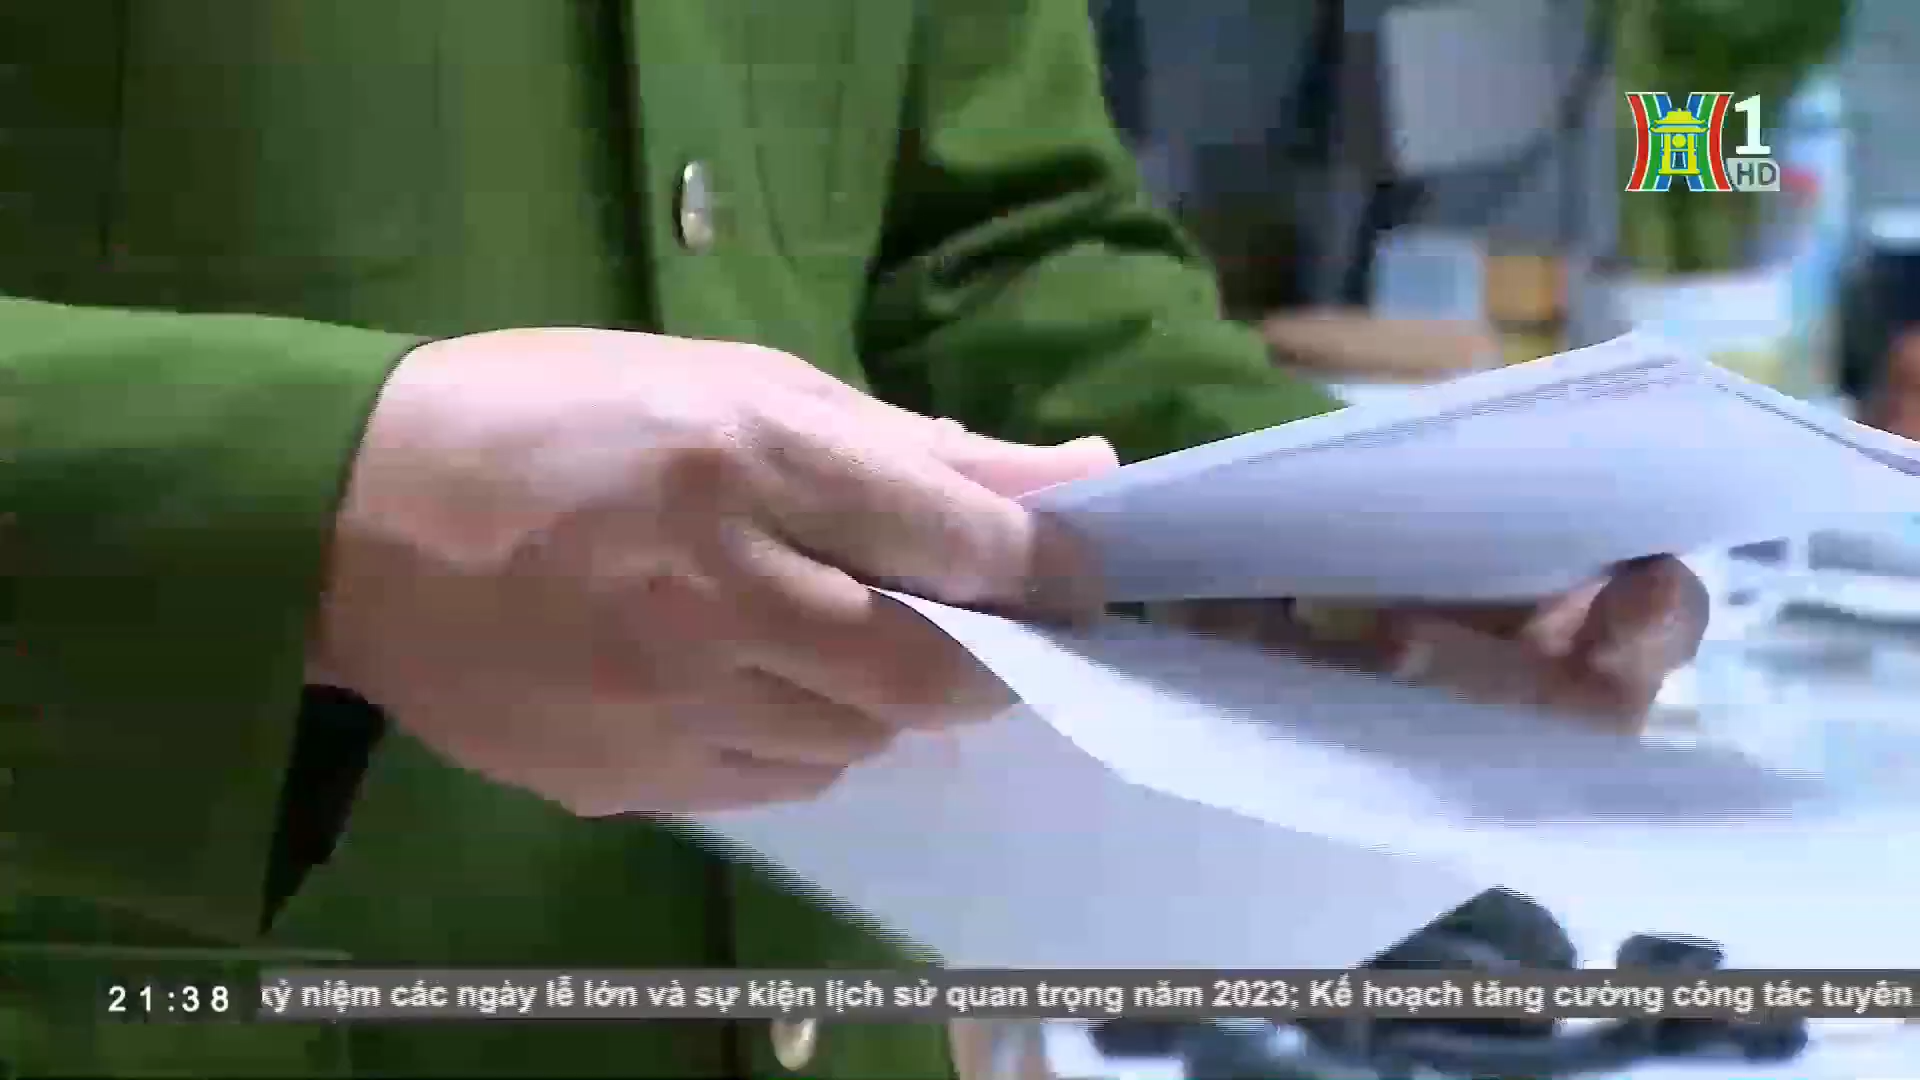 1
HD
21:38
kỷ niệm các ngày lễ lớn và sự kiện lịch sử quan trọng năm 2023; Kế hoạch tăng cường công tác tuyên